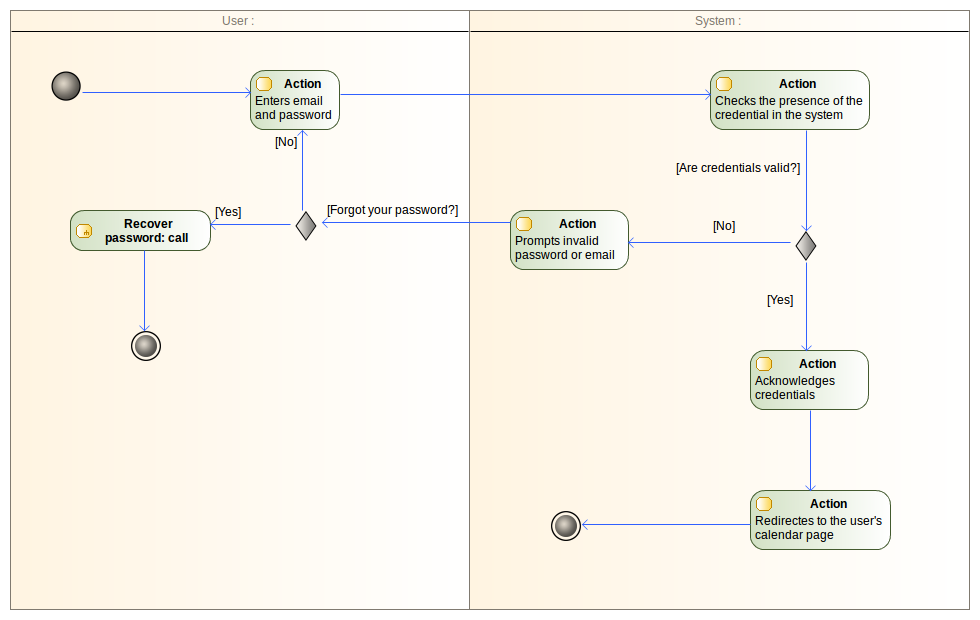 User :
System :
Action
Enters email
and password
Action
Checks the presence of the
credential in the system
[No]
[Are credentials valid?]
[Yes]
[Forgot your password?]
Recover
password: call
Action
Prompts invalid
password or email
[No]
[Yes]
Action
Acknowledges
credentials
Action
Redirectes to the user's
calendar page